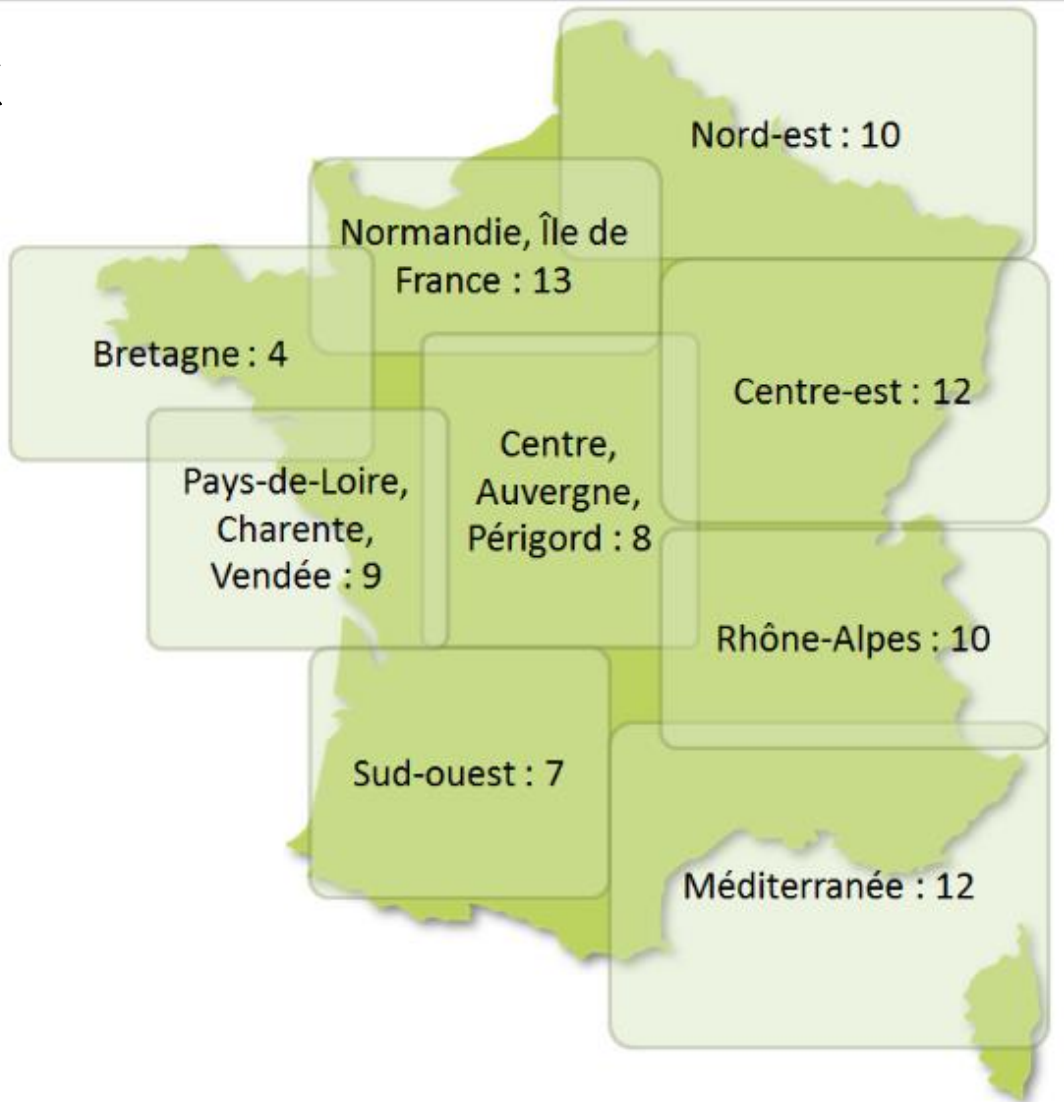 Nord-est : 10
Normandie, Île de
France : 13
Bretagne : 4
Centre-est : 12
Centre,
Auvergne,
Périgord : 8
Pays-de-Loire,
Charente,
Vendée : 9
Rhône-Alpes : 10
Sud-ouest : 7
Méditerranée : 12